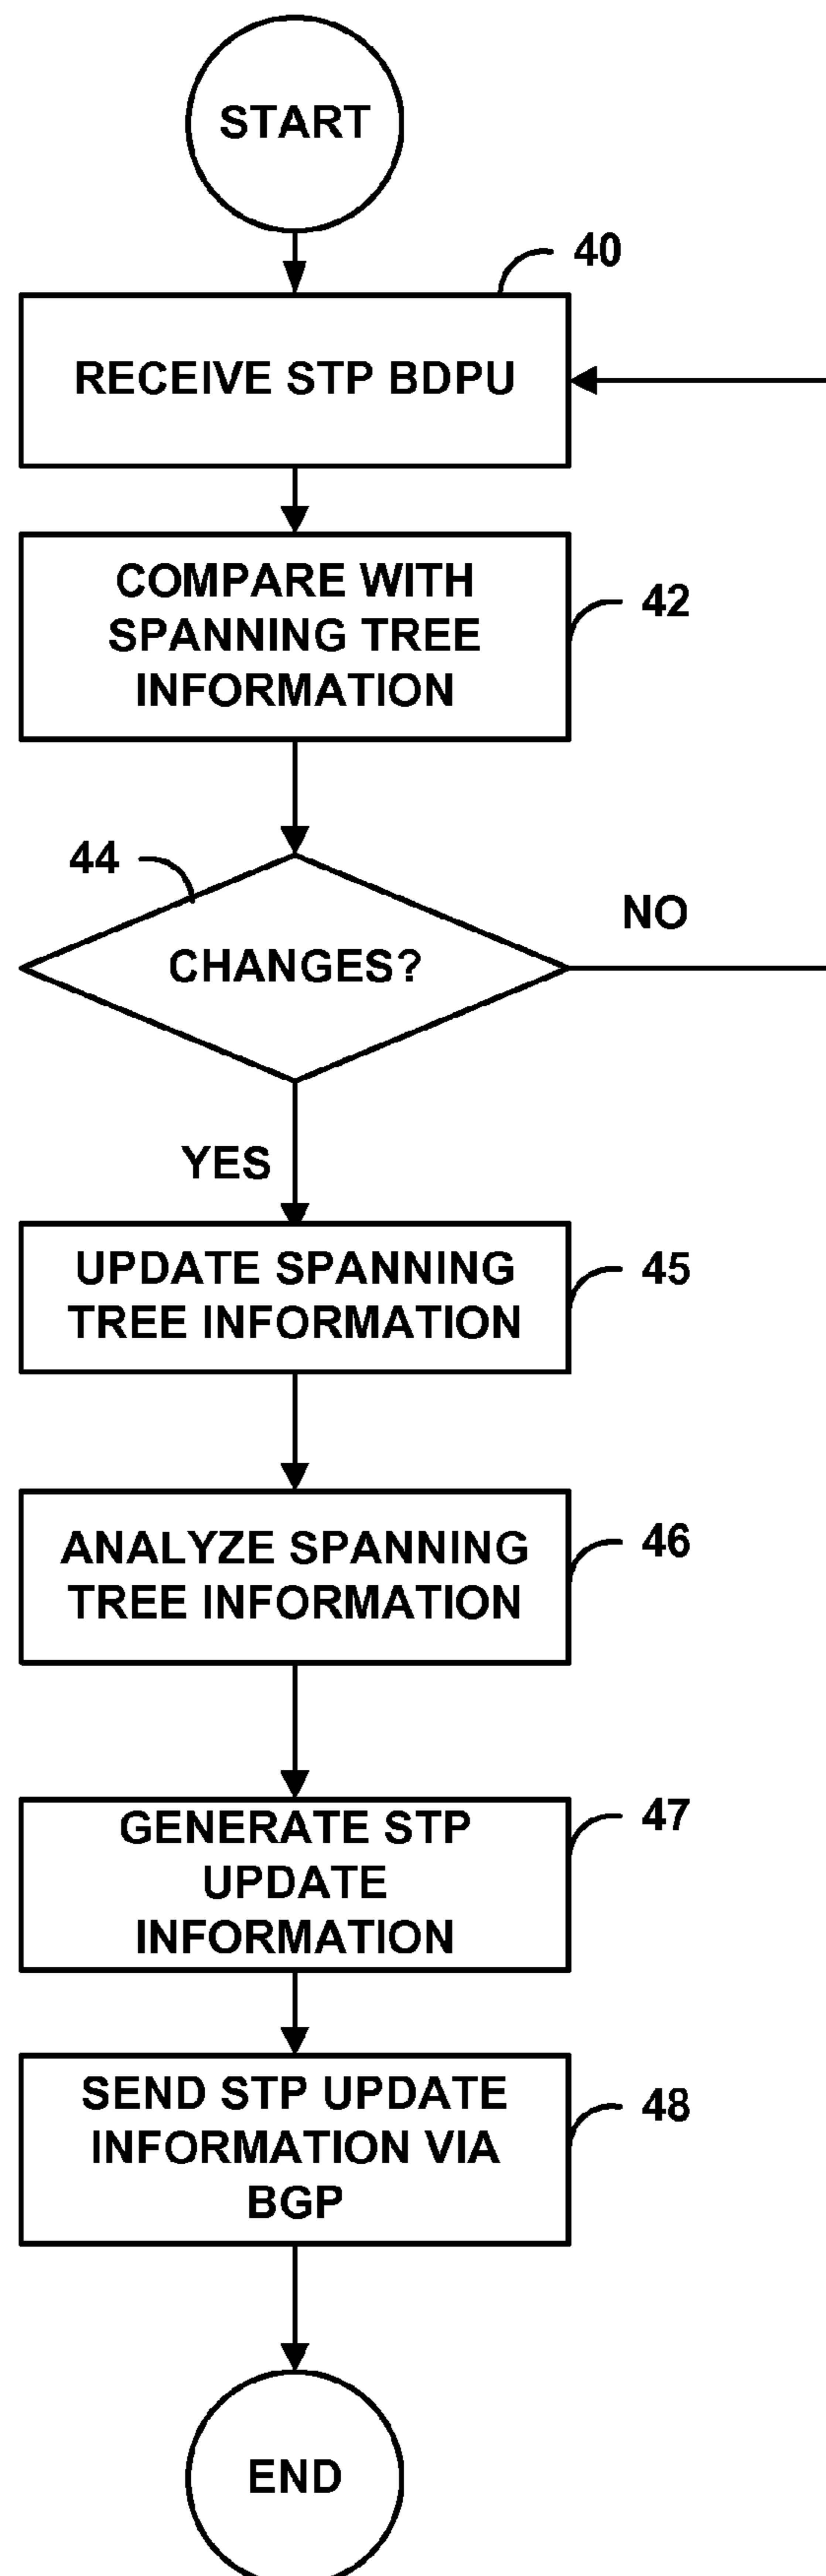 START
40
RECEIVE STP BDPU
COMPARE WITH
SPANNING TREE
INFORMATION
42
44
CHANGES?
NO
YES
UPDATE SPANNING
TREE INFORMATION
45
ANALYZE SPANNING
TREE INFORMATION
46
GENERATE STP
UPDATE
INFORMATION
47
SEND STP UPDATE
INFORMATION VIA
BGP
48
END